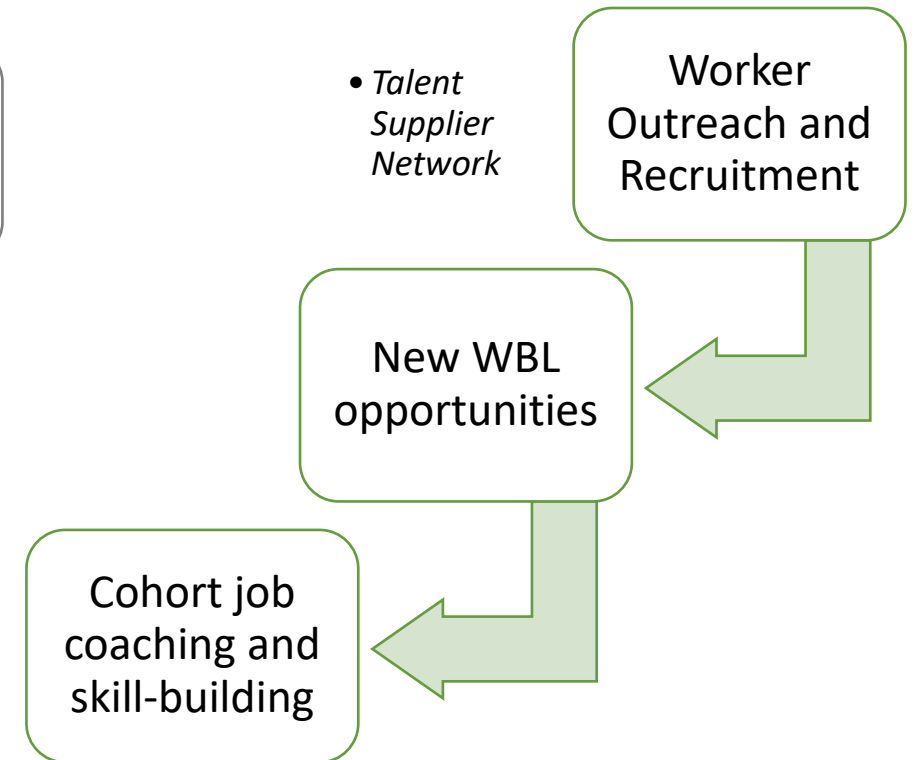 • Talent
Supplier
Network
Worker
Outreach and
Recruitment
New WBL
opportunities
Cohort job
coaching and
skill-building